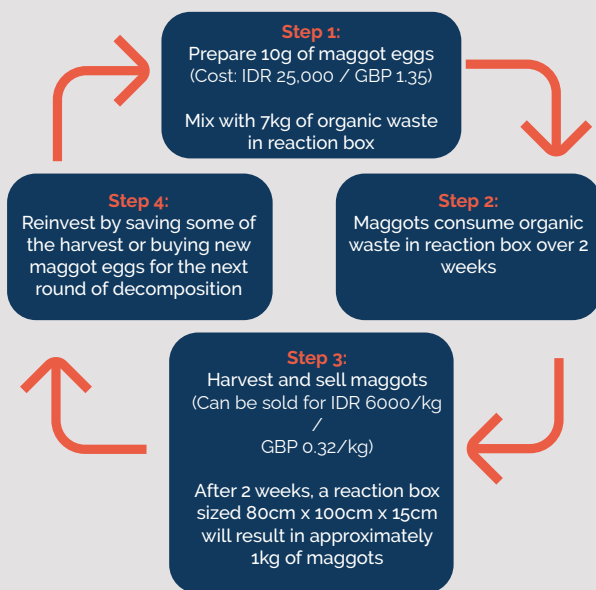 Step 1:
Prepare 10g of maggot eggs
(Cost: IDR 25,000 / GBP 1.35)
Mix with 7kg of organic waste
in reaction box
Step 2:
Maggots consume organic
waste in reaction box over 2
weeks
Step 3:
Harvest and sell maggots
(Can be sold for IDR 6000/kg
/
GBP 0.32/kg)
After 2 weeks, a reaction box
sized 80cm x 100cm x 15cm
will result in approximately
1kg of maggots
Step 4:
Reinvest by saving some of
the harvest or buying new
maggot eggs for the next
round of decomposition